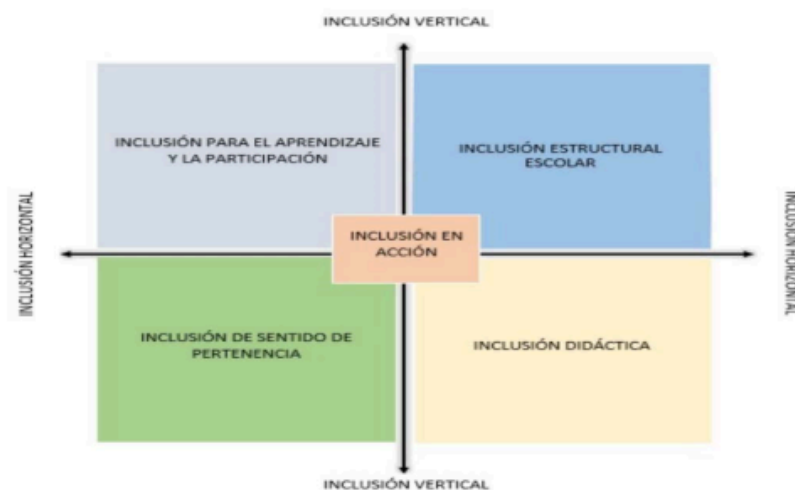 INCLUSIÓN VERTICAL
INCLUSIÓN PARA EL APRENDIZAJE
Y LA PARTICIPACIÓN
INCLUSIÓN ESTRUCTURAL
ESCOLAR
INCLUSIÓN HORIZONTAL
INCLUSIÓN EN
ACCIÓN
INCLUSIÓN HORIZONTAL
INCLUSIÓN DE SENTIDO DE
PERTENENCIA
INCLUSIÓN DIDÁCTICA
INCLUSIÓN VERTICAL